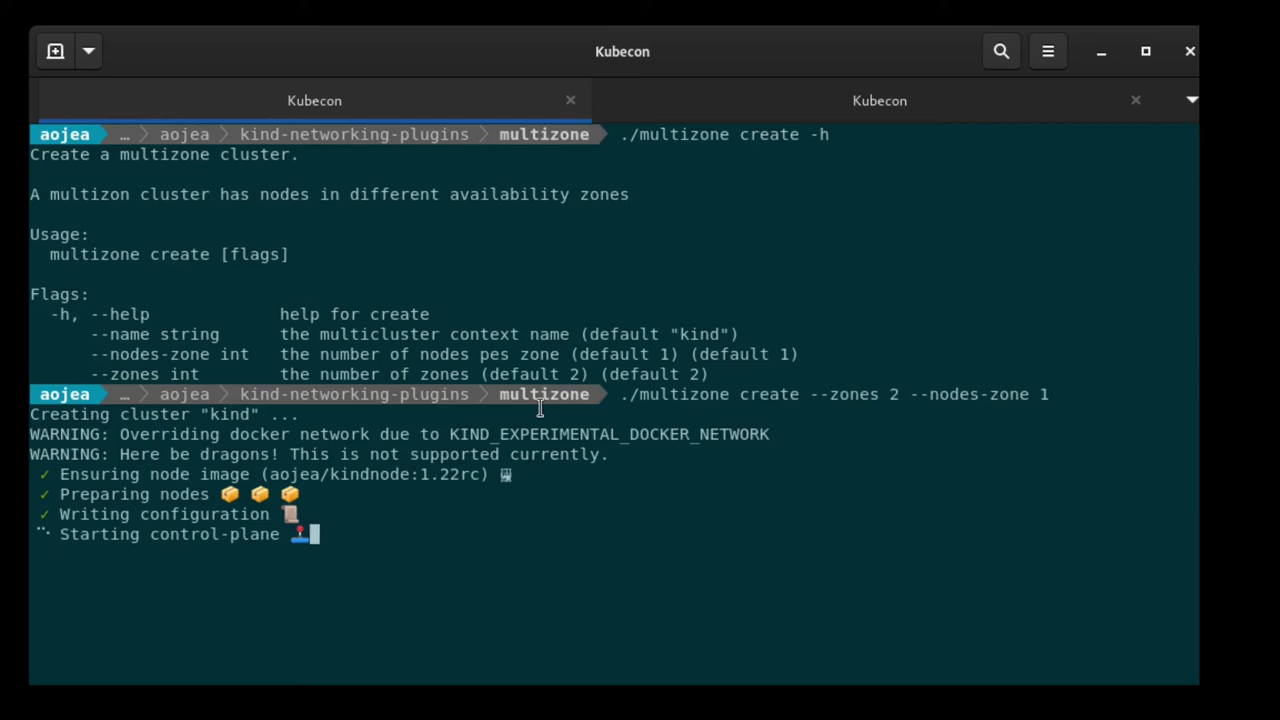 Kubecon
Kubecon Kubecon
aojea … aojea kind-networking-plugins multizone ./multizone create -h
Create a multizone cluster.
A multizon cluster has nodes in different availability zones
Usage:
multizone create [flags]
Flags:
-h, --help help for create
--name string the multicluster context name (default "kind")
--nodes-zone int the number of nodes pes zone (default 1) (default 1)
--zones int the number of zones (default 2) (default 2)
aojea … aojea kind-networking-plugins multizone ./multizone create --zones 2 --nodes-zone 1
Creating cluster "kind" ...
WARNING: Overriding docker network due to KIND_EXPERIMENTAL_DOCKER_NETWORK
WARNING: Here be dragons! This is not supported currently.
✓ Ensuring node image (aojea/kindnode:1.22rc) 🖼
✓ Preparing nodes 📦 📦 📦
✓ Writing configuration 📜
⠑⠁ Starting control-plane 🕹